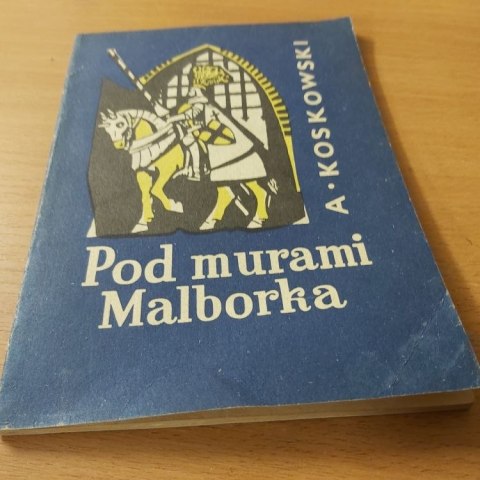 A · KOSKOWSKI
Pod murami
Malborka